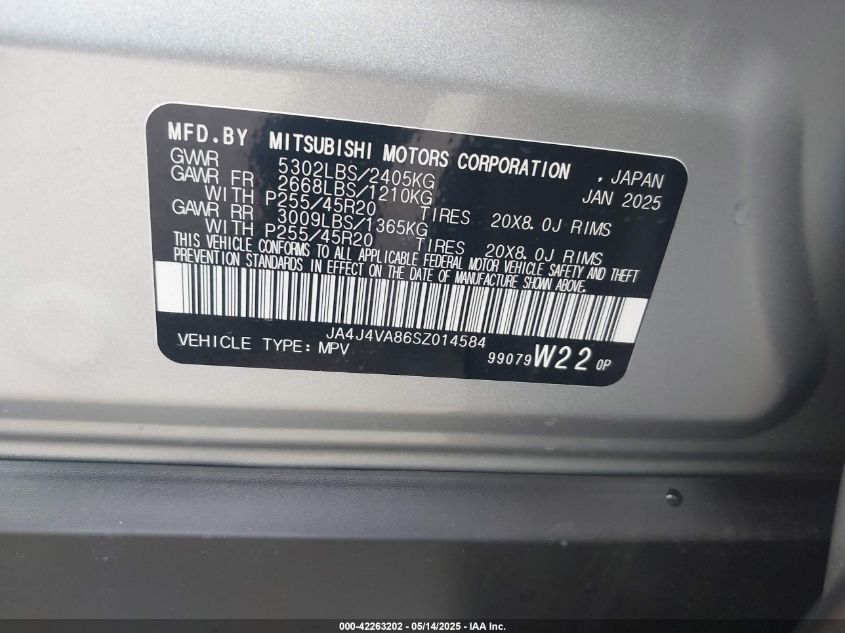 MFD.BY MITSUBISHI MOTORS CORPORATION , JAPAN
GVWR 5302LBS/2405KG JAN 2025
GAWR FR 2668LBS/1210KG
WITH P255/45R20 TIRES 20X8.0J RIMS
GAWR RR 3009LBS/1365KG
WITH P255/45R20 TIRES 20X8.0J RIMS
THIS VEHICLE CONFORMS TO ALL APPLICABLE FEDERAL MOTOR VEHICLE SAFETY AND THEFT
PREVENTION STANDARDS IN EFFECT ON THE DATE OF MANUFACTURE SHOWN ABOVE.
JA4J4VA86SZ014584
VEHICLE TYPE: MPV 99079 W22 0P
000-42263202 - 05/14/2025 - IAA Inc.